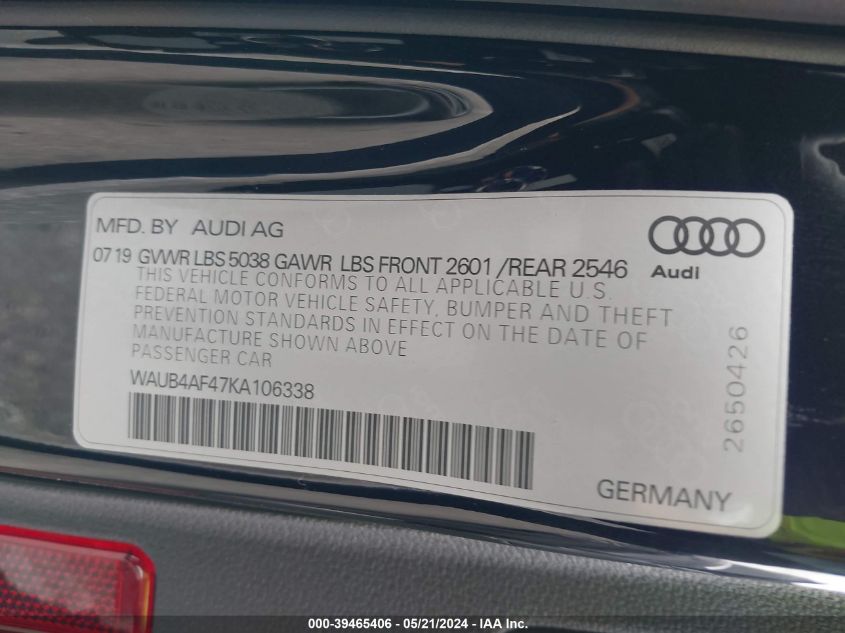 MFD. BY AUDI AG
0719 GVWR LBS 5038 GAWR LBS FRONT 2601 /REAR 2546
Audi
THIS VEHICLE CONFORMS TO ALL APPLICABLE U.S.
FEDERAL MOTOR VEHICLE SAFETY, BUMPER AND THEFT
PREVENTION STANDARDS IN EFFECT ON THE DATE OF
MANUFACTURE SHOWN ABOVE
PASSENGER CAR
WAUB4AF47KA106338
2650426
GERMANY
000-39465406 - 05/21/2024 - IAA Inc.